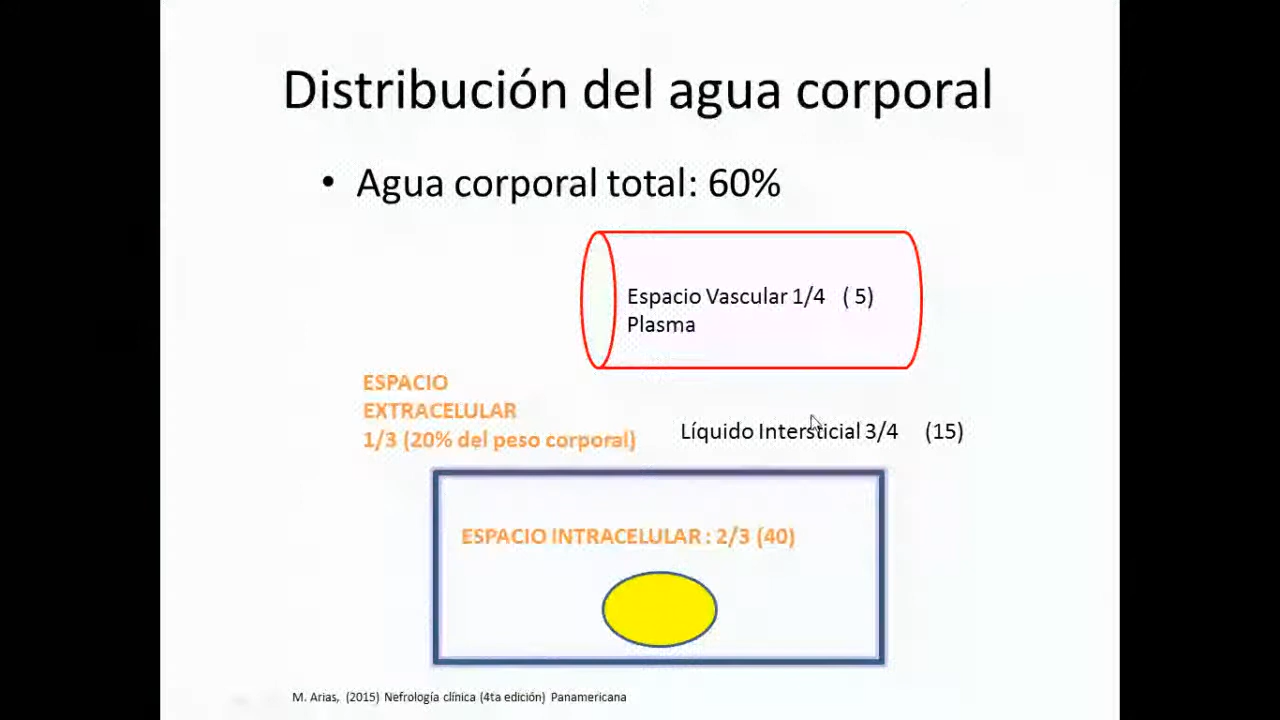 Distribución del agua corporal
• Agua corporal total: 60%
Espacio Vascular 1/4 ( 5)
Plasma
ESPACIO
EXTRACELULAR
1/3 (20% del peso corporal)
Líquido Intersticial 3/4 (15)
ESPACIO INTRACELULAR : 2/3 (40)
M. Arias, (2015) Nefrología clínica (4ta edición) Panamericana